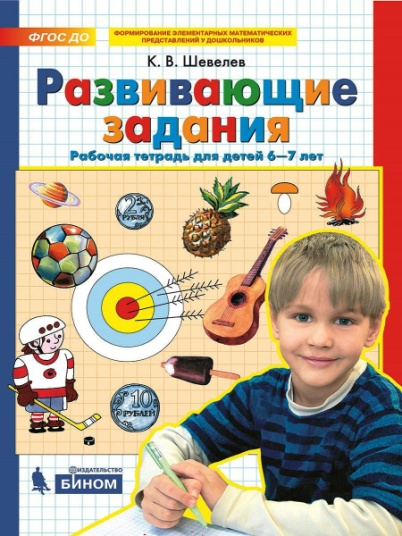 ФГОС ДО
ФОРМИРОВАНИЕ ЭЛЕМЕНТАРНЫХ МАТЕМАТИЧЕСКИХ
ПРЕДСТАВЛЕНИЙ У ДОШКОЛЬНИКОВ
К. В. Шевелев
Развивающие
задания
Рабочая тетрадь для детей 6–7 лет
2
РУБЛЯ
10
РУБЛЕЙ
ИЗДАТЕЛЬСТВО
БИНОМ